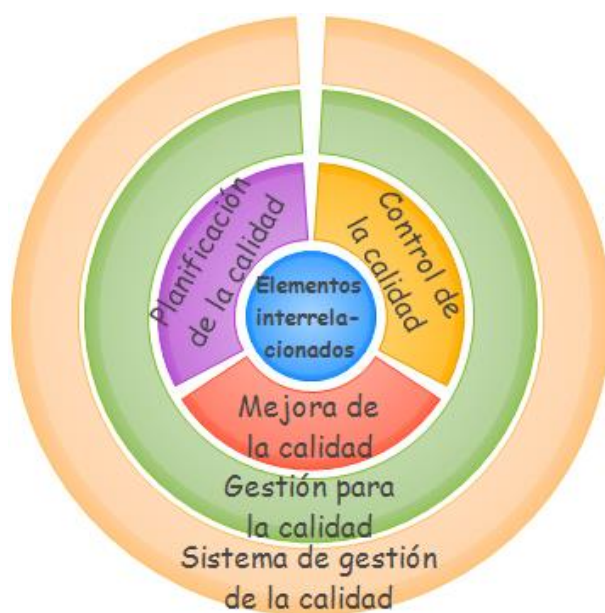 Planificación
de la calidad
Control de
la calidad
Elementos
interrela-
cionados
Mejora de
la calidad
Gestión para
la calidad
Sistema de gestión
de la calidad